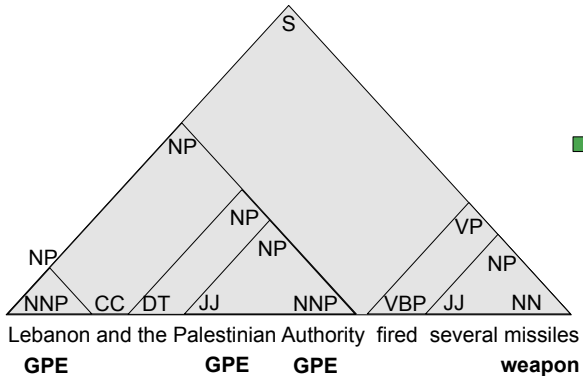 S
NP
NP
VP
NP
NP
NP
NNP CC DT JJ NNP VBP JJ NN
Lebanon and the Palestinian Authority fired several missiles
GPE GPE GPE weapon